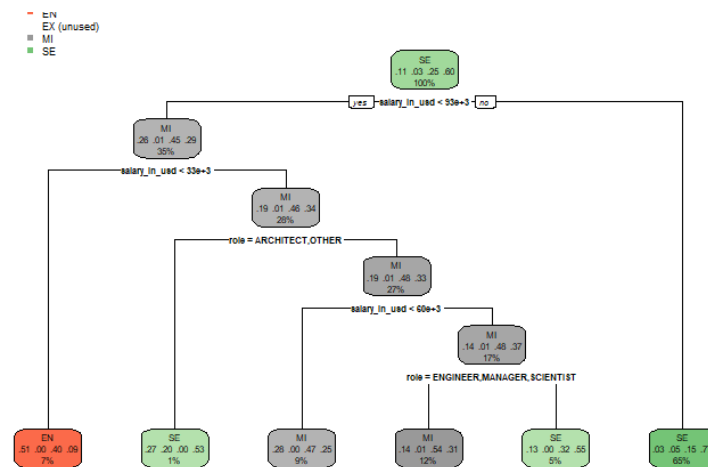 EN
EX (unused)
MI
SE
SE
.11 .03 .25 .60
100%
yes salary_in_usd < 93e+3 no
MI
.26 .01 .45 .29
35%
salary_in_usd < 33e+3
MI
.19 .01 .46 .34
28%
role = ARCHITECT,OTHER
MI
.19 .01 .48 .33
27%
salary_in_usd < 60e+3
MI
.14 .01 .48 .37
17%
role = ENGINEER,MANAGER,SCIENTIST
EN
.51 .00 .40 .09
7%
SE
.27 .20 .00 .53
1%
MI
.28 .00 .47 .25
9%
MI
.14 .01 .54 .31
12%
SE
.13 .00 .32 .55
5%
SE
.03 .05 .15
65%